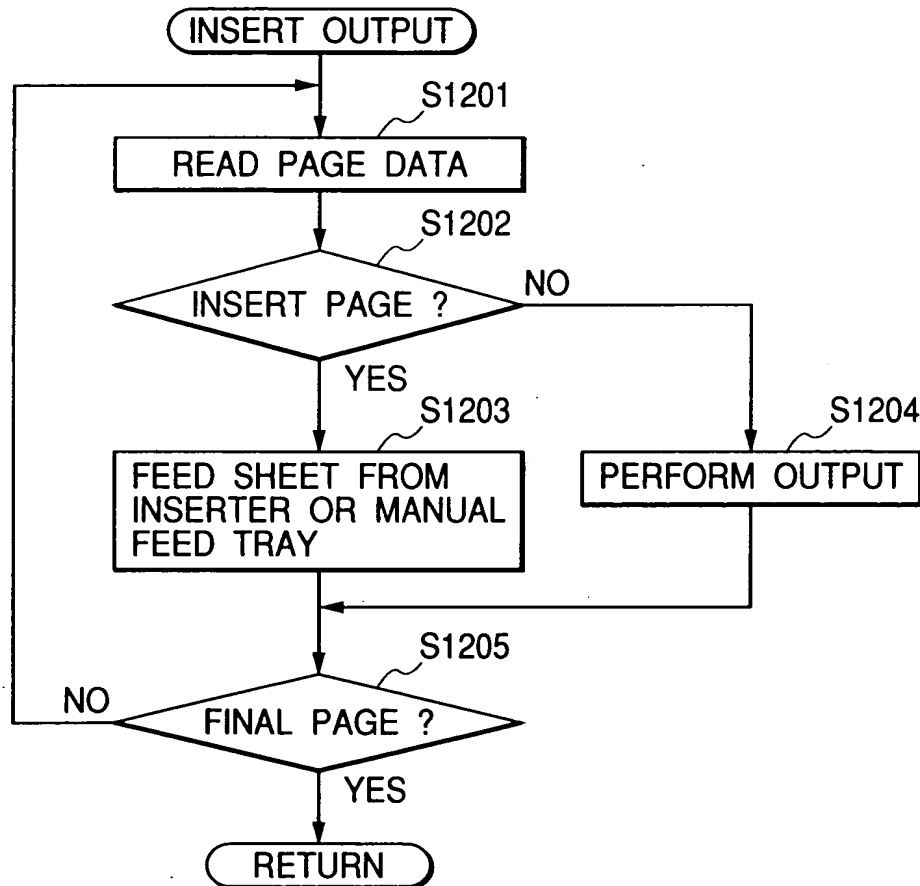 INSERT OUTPUT
S1201
READ PAGE DATA
S1202
INSERT PAGE ?
NO
YES
S1203
S1204
FEED SHEET FROM
INSERTER OR MANUAL
FEED TRAY
PERFORM OUTPUT
S1205
NO
FINAL PAGE ?
YES
RETURN